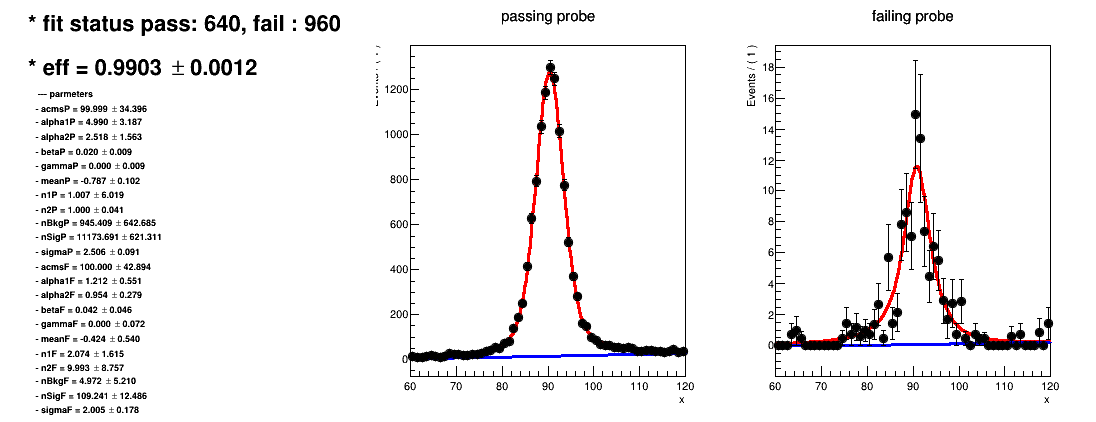 * fit status pass: 640, fail : 960
* eff = 0.9903 ± 0.0012
--- parmeters
- acmsP = 99.999 ± 34.396
- alpha1P = 4.990 ± 3.187
- alpha2P = 2.518 ± 1.563
- betaP = 0.020 ± 0.009
- gammaP = 0.000 ± 0.009
- meanP = -0.787 ± 0.102
- n1P = 1.007 ± 6.019
- n2P = 1.000 ± 0.041
- nBkgP = 945.409 ± 642.685
- nSigP = 11173.691 ± 621.311
- sigmaP = 2.506 ± 0.091
- acmsF = 100.000 ± 42.894
- alpha1F = 1.212 ± 0.551
- alpha2F = 0.954 ± 0.279
- betaF = 0.042 ± 0.046
- gammaF = 0.000 ± 0.072
- meanF = -0.424 ± 0.540
- n1F = 2.074 ± 1.615
- n2F = 9.993 ± 8.757
- nBkgF = 4.972 ± 5.210
- nSigF = 109.241 ± 12.486
- sigmaF = 2.005 ± 0.178
passing probe
1200
1000
800
600
400
200
0
60 70 80 90 100 110 120
x
failing probe
Events / ( 1 )
18
16
14
12
10
8
6
4
2
0
60 70 80 90 100 110 120
x